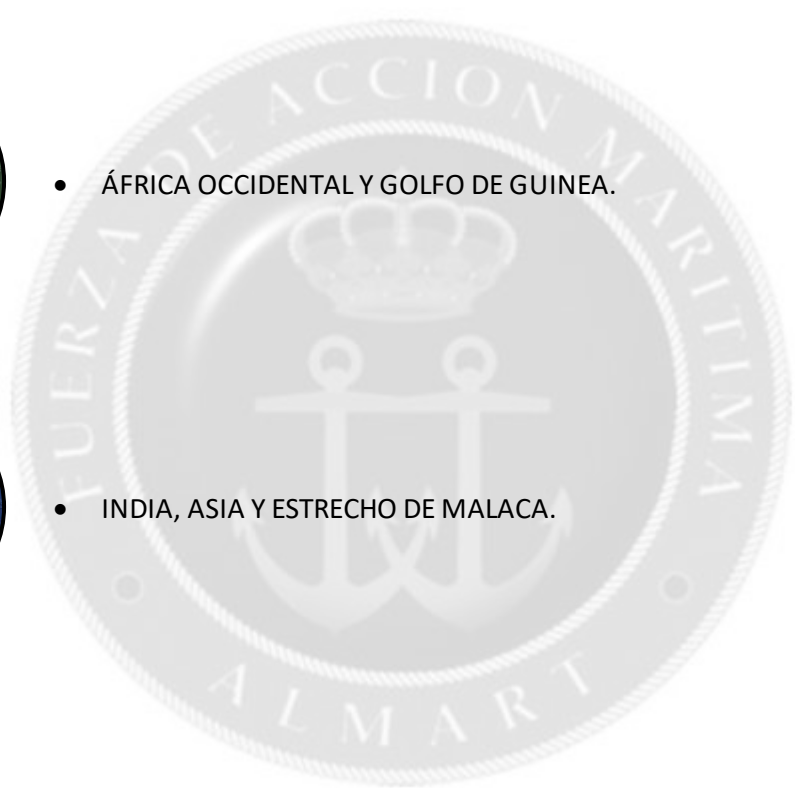 FUERZA DE ACCION MARITIMA
• ÁFRICA OCCIDENTAL Y GOLFO DE GUINEA.
• INDIA, ASIA Y ESTRECHO DE MALACA.
ALMART